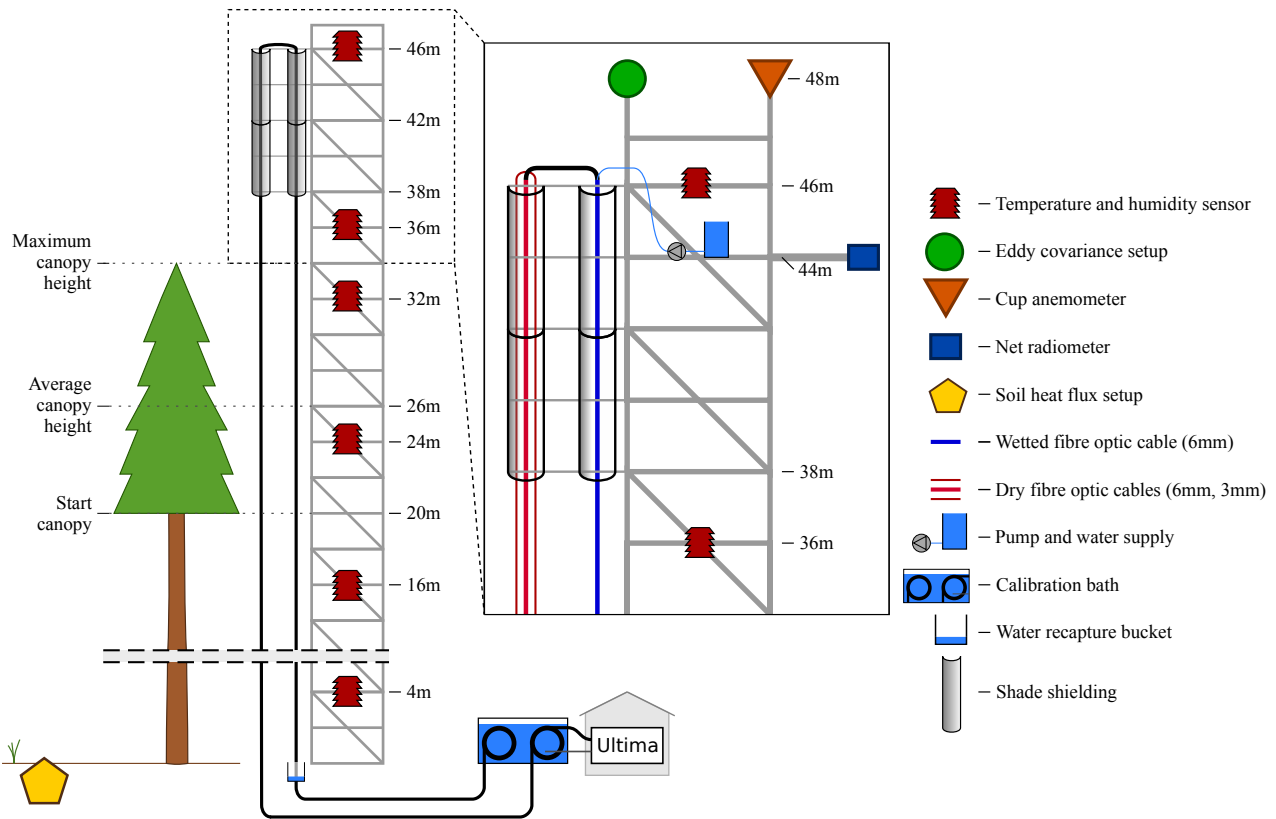 Maximum
canopy
height
Average
canopy
height
Start
canopy
46m
42m
38m
36m
32m
26m
24m
20m
16m
4m
Ultima
48m
46m
44m
38m
36m
Temperature and humidity sensor
Eddy covariance setup
Cup anemometer
Net radiometer
Soil heat flux setup
Wetted fibre optic cable (6mm)
Dry fibre optic cables (6mm, 3mm)
Pump and water supply
Calibration bath
Water recapture bucket
Shade shielding